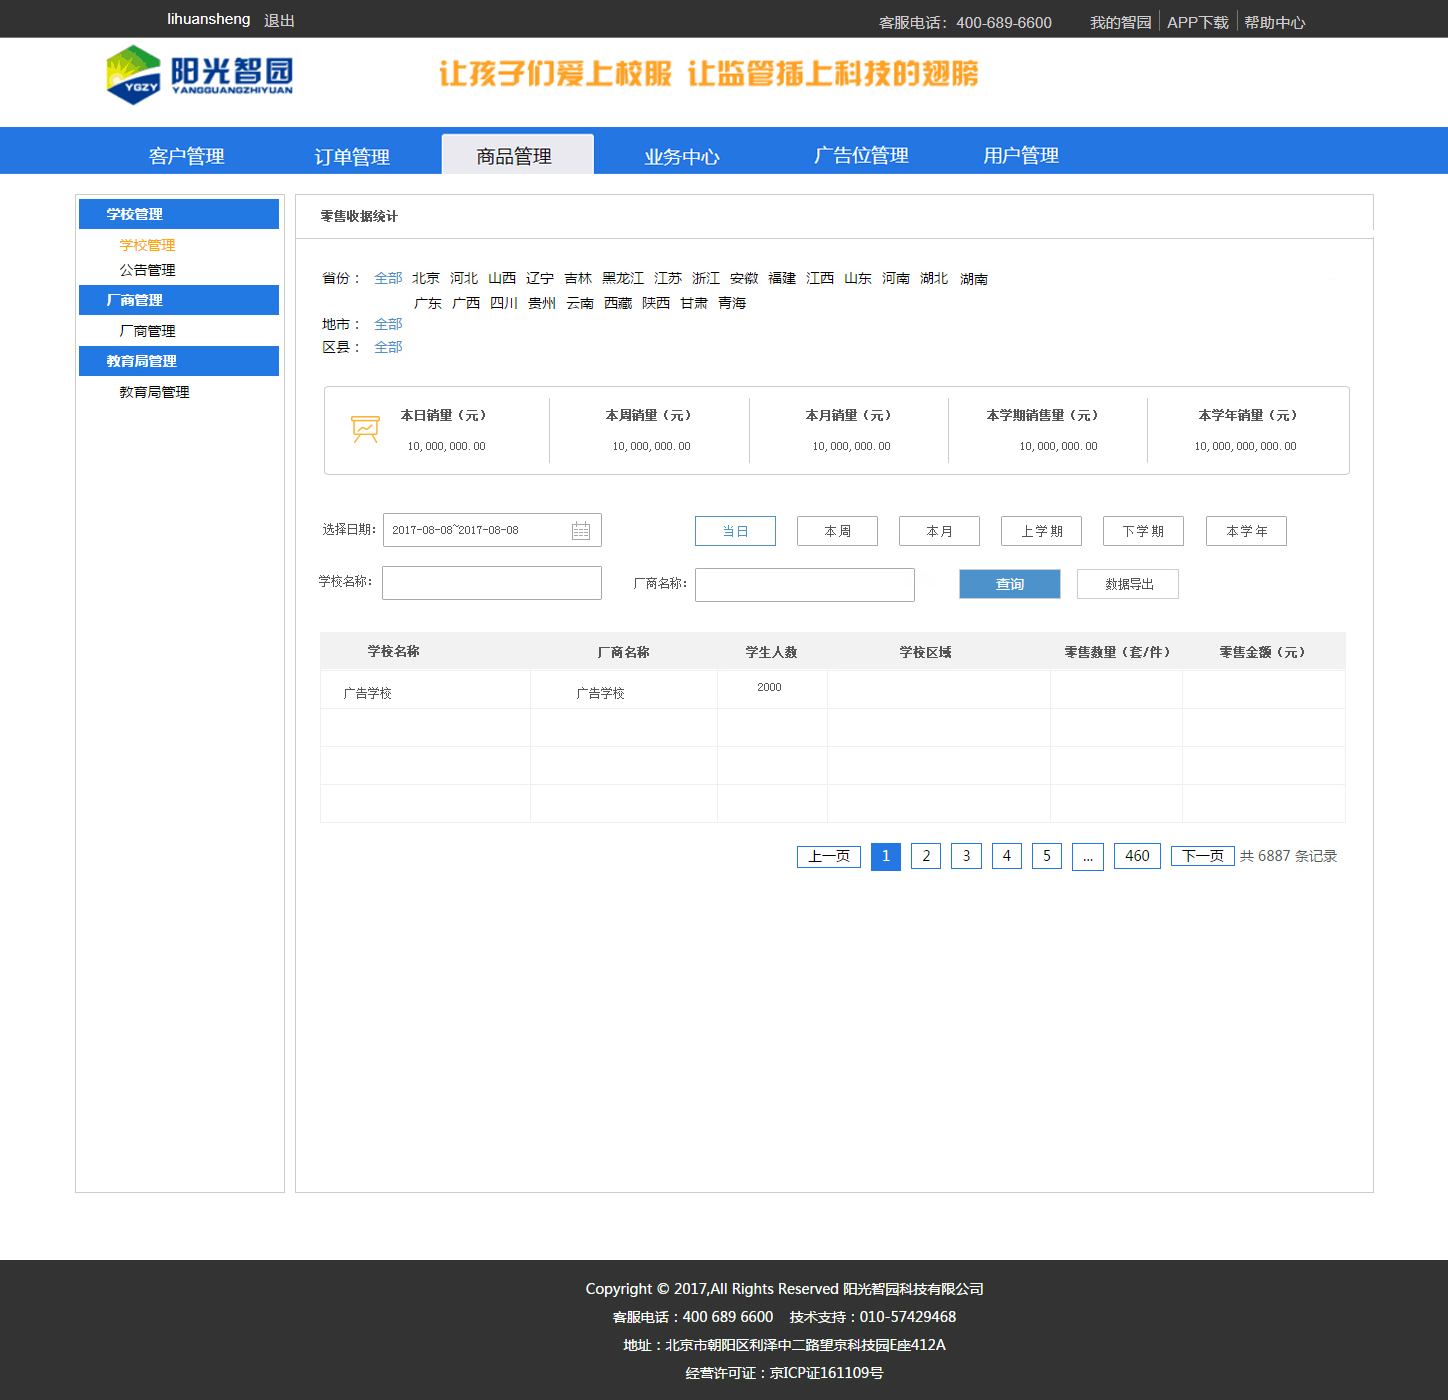 lihuansheng 退出 客服电话：400-689-6600 我的智园 APP下载 帮助中心
YGZY 阳光智园 YANGGUANGZHIYUAN
让孩子们爱上校服 让监管插上科技的翅膀
客户管理 订单管理 商品管理 业务中心 广告位管理 用户管理
学校管理
学校管理
公告管理
厂商管理
厂商管理
教育局管理
教育局管理
零售收据统计
省份： 全部 北京 河北 山西 辽宁 吉林 黑龙江 江苏 浙江 安徽 福建 江西 山东 河南 湖北 湖南
广东 广西 四川 贵州 云南 西藏 陕西 甘肃 青海
地市： 全部
区县： 全部
本日销量（元） 本周销量（元） 本月销量（元） 本学期销售量（元） 本学年销量（元）
10,000,000.00 10,000,000.00 10,000,000.00 10,000,000.00 10,000,000,000.00
选择日期： 2017-08-08~2017-08-08 当日 本周 本月 上学期 下学期 本学年
学校名称： 厂商名称： 查询 数据导出
学校名称 厂商名称 学生人数 学校区域 零售数量（套/件） 零售金额（元）
广告学校 广告学校 2000
上一页 1 2 3 4 5 ... 460 下一页 共 6887 条记录
Copyright © 2017,All Rights Reserved 阳光智园科技有限公司
客服电话：400 689 6600 技术支持：010-57429468
地址：北京市朝阳区利泽中二路望京科技园E座412A
经营许可证：京ICP证161109号